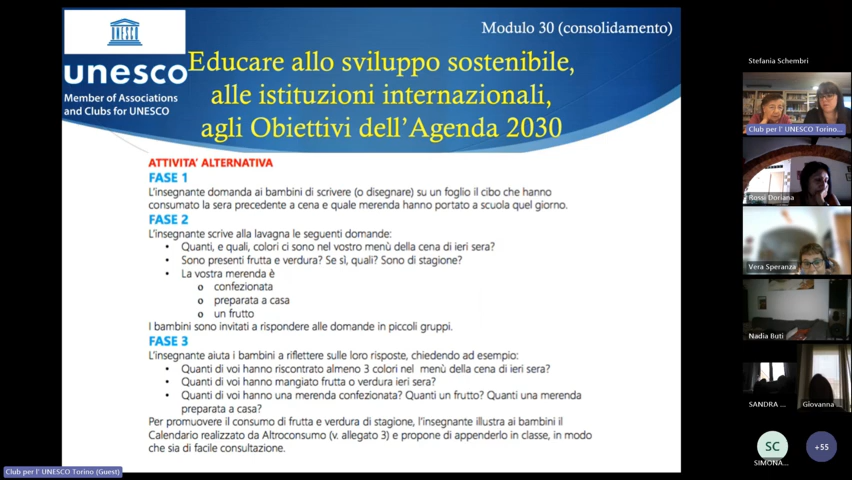 Modulo 30 (consolidamento)
unesco
Member of Associations
and Clubs for UNESCO
Educare allo sviluppo sostenibile,
alle istituzioni internazionali,
agli Obiettivi dell'Agenda 2030
ATTIVITA' ALTERNATIVA
FASE 1
L'insegnante domanda ai bambini di scrivere (o disegnare) su un foglio il cibo che hanno
consumato la sera precedente a cena e quale merenda hanno portato a scuola quel giorno.
FASE 2
L'insegnante scrive alla lavagna le seguenti domande:
• Quanti, e quali, colori ci sono nel vostro menù della cena di ieri sera?
• Sono presenti frutta e verdura? Se sì, quali? Sono di stagione?
• La vostra merenda è
o confezionata
o preparata a casa
o un frutto
I bambini sono invitati a rispondere alle domande in piccoli gruppi.
FASE 3
L'insegnante aiuta i bambini a riflettere sulle loro risposte, chiedendo ad esempio:
• Quanti di voi hanno riscontrato almeno 3 colori nel menù della cena di ieri sera?
• Quanti di voi hanno mangiato frutta o verdura ieri sera?
• Quanti di voi hanno una merenda confezionata? Quanti un frutto? Quanti una merenda
preparata a casa?
Per promuovere il consumo di frutta e verdura di stagione, l'insegnante illustra ai bambini il
Calendario realizzato da Altroconsumo (v. allegato 3) e propone di appenderlo in classe, in modo
che sia di facile consultazione.
Club per l' UNESCO Torino (Guest)
Stefania Schembri
Club per l' UNESCO Torino...
Rossi Doriana
Vera Speranza
Nadia Buti
SANDRA ...
Giovanna ...
SC
SIMONA...
+55